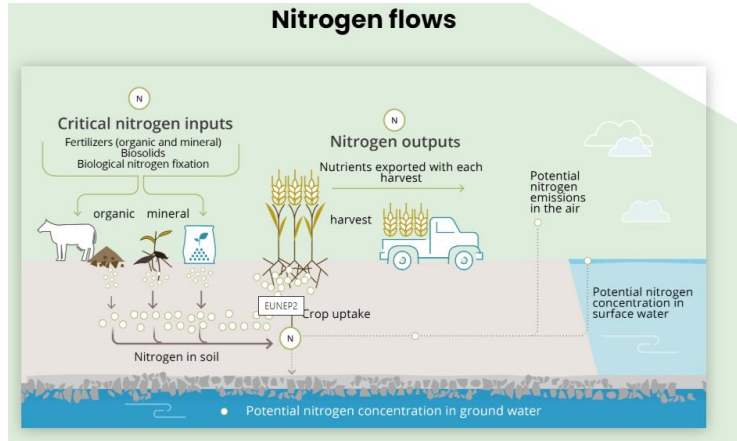 Nitrogen flows
N
Critical nitrogen inputs
Fertilizers (organic and mineral)
Biosolids
Biological nitrogen fixation
organic mineral
N
Nitrogen outputs
Nutrients exported with each
harvest
harvest
Potential
nitrogen
emissions
in the air
EUNEP2
Crop uptake
N
Nitrogen in soil
Potential nitrogen
concentration in
surface water
Potential nitrogen concentration in ground water